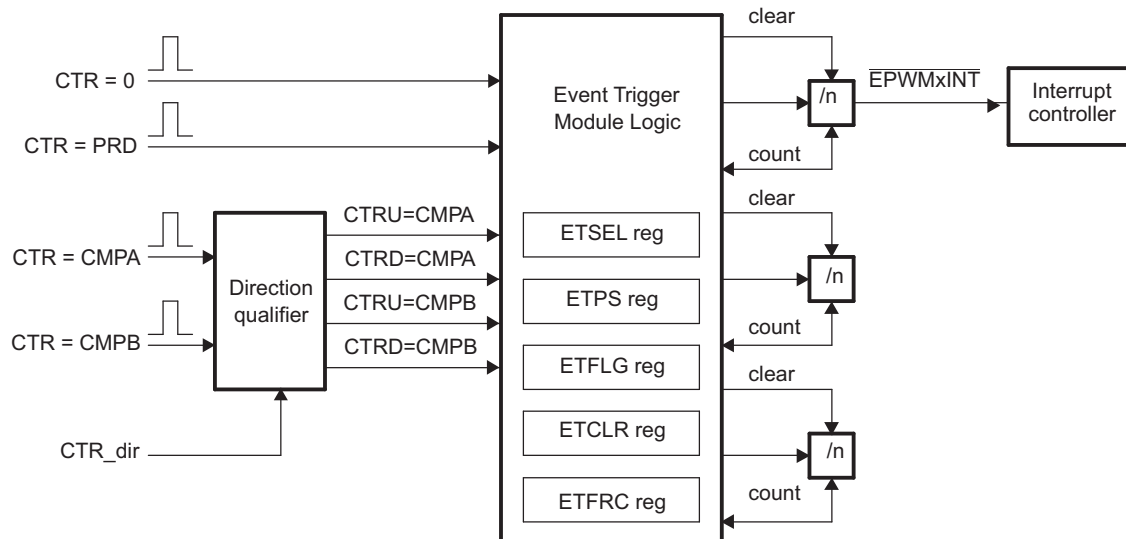 clear
CTR = 0
Event Trigger
Module Logic
/n
EPWMxINT
Interrupt
controller
CTR = PRD
count
CTR = CMPA
CTRU=CMPA
ETSEL reg
clear
CTRD=CMPA
Direction
qualifier
CTRU=CMPB
ETPS reg
/n
CTR = CMPB
CTRD=CMPB
count
ETFLG reg
clear
CTR_dir
ETCLR reg
/n
ETFRC reg
count